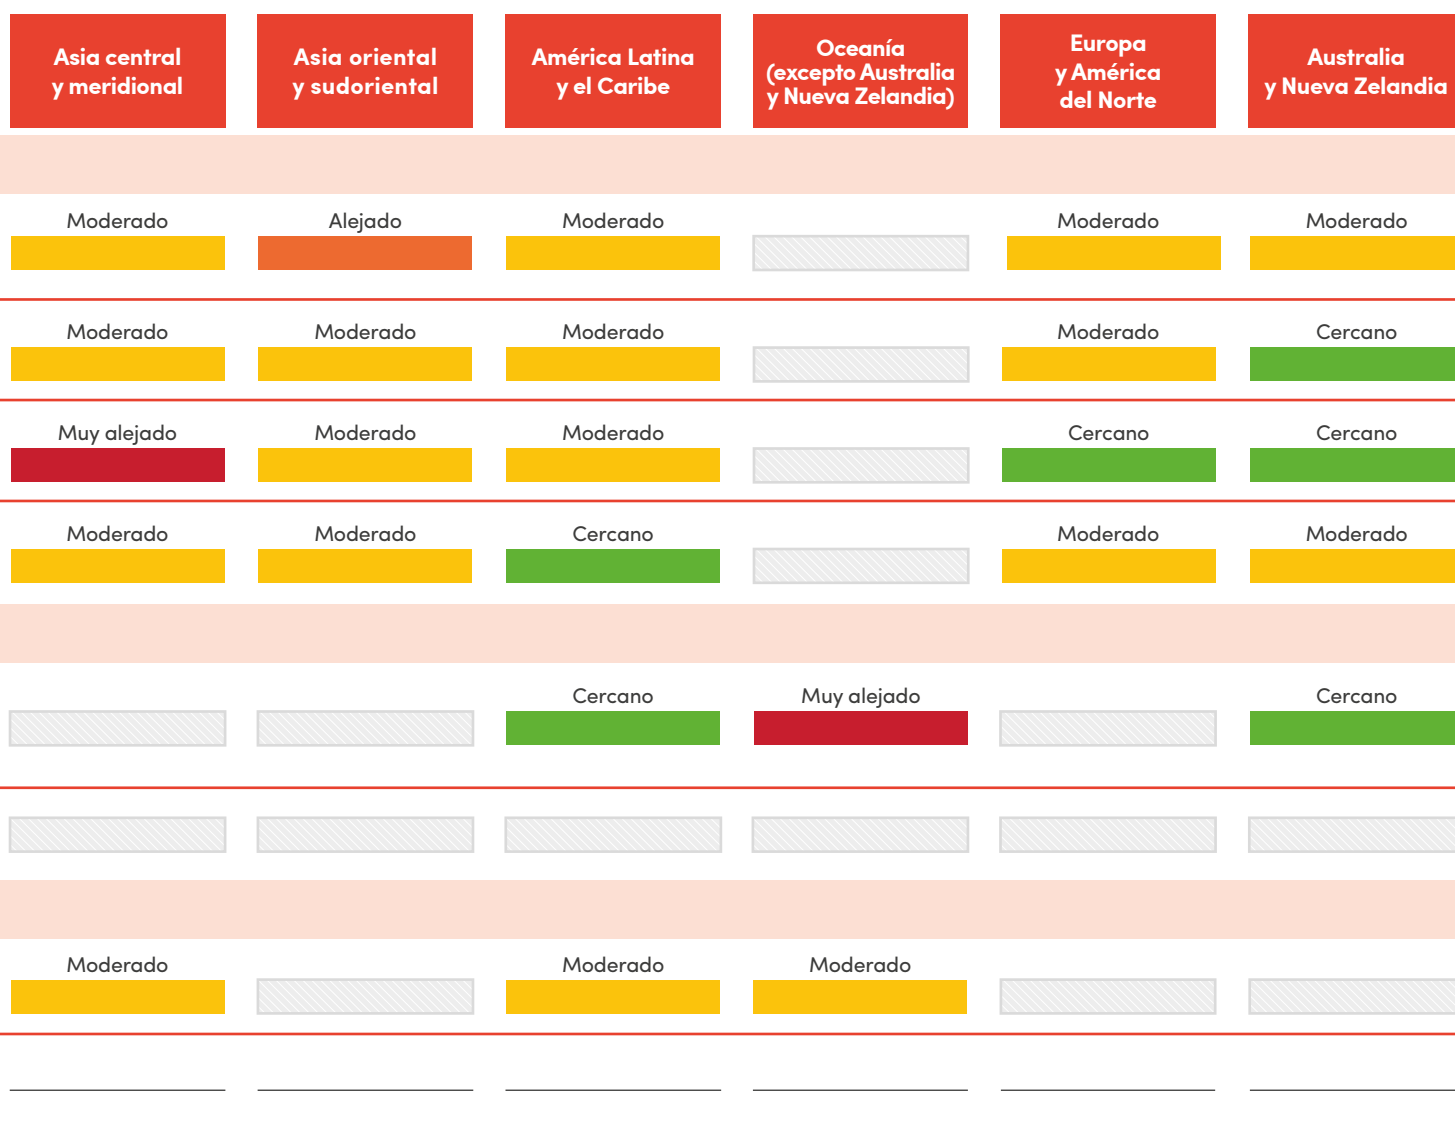 Asia central
y meridional
Asia oriental
y sudoriental
América Latina
y el Caribe
Oceanía
(excepto Australia
y Nueva Zelandia)
Europa
y América
del Norte
Australia
y Nueva Zelandia
Moderado
Alejado
Moderado
Moderado
Moderado
Moderado
Moderado
Moderado
Moderado
Cercano
Muy alejado
Moderado
Moderado
Cercano
Cercano
Moderado
Moderado
Cercano
Moderado
Moderado
Cercano
Muy alejado
Cercano
Moderado
Moderado
Moderado